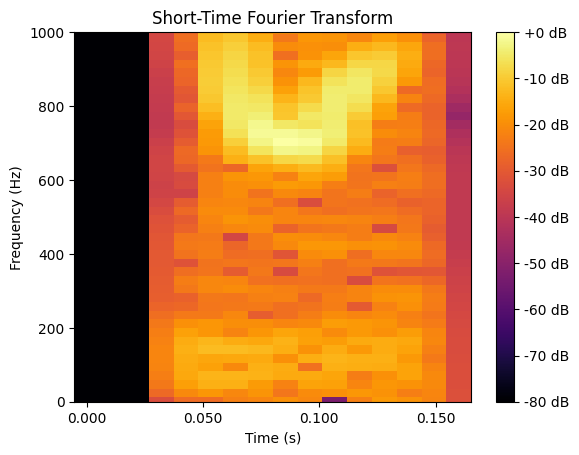 Short-Time Fourier Transform
1000
800
600
400
200
0
Frequency (Hz)
0.000
0.050
0.100
0.150
Time (s)
+0 dB
-10 dB
-20 dB
-30 dB
-40 dB
-50 dB
-60 dB
-70 dB
-80 dB